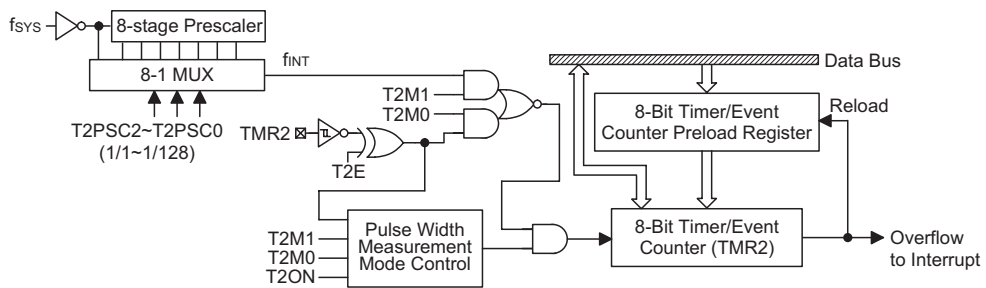 fSYS
8-stage Prescaler
8-1 MUX
fINT
T2PSC2~T2PSC0
(1/1~1/128)
TMR2
T2E
T2M1
T2M0
T2M1
T2M0
T2ON
Pulse Width
Measurement
Mode Control
Data Bus
8-Bit Timer/Event
Counter Preload Register
Reload
8-Bit Timer/Event
Counter (TMR2)
Overflow
to Interrupt